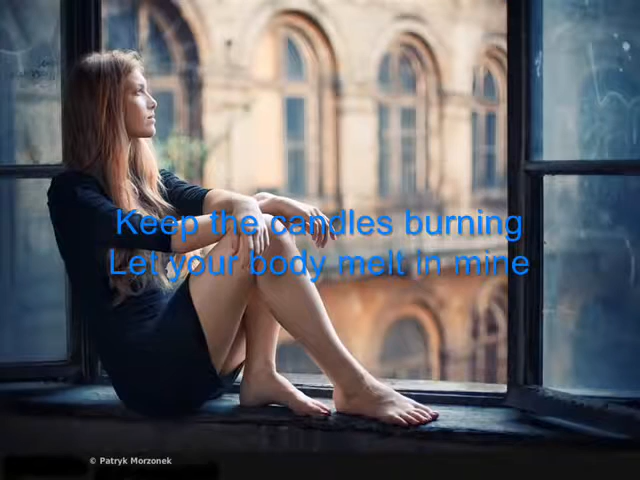 Keep the candles burning
Let your body melt in mine
© Patryk Morzonek